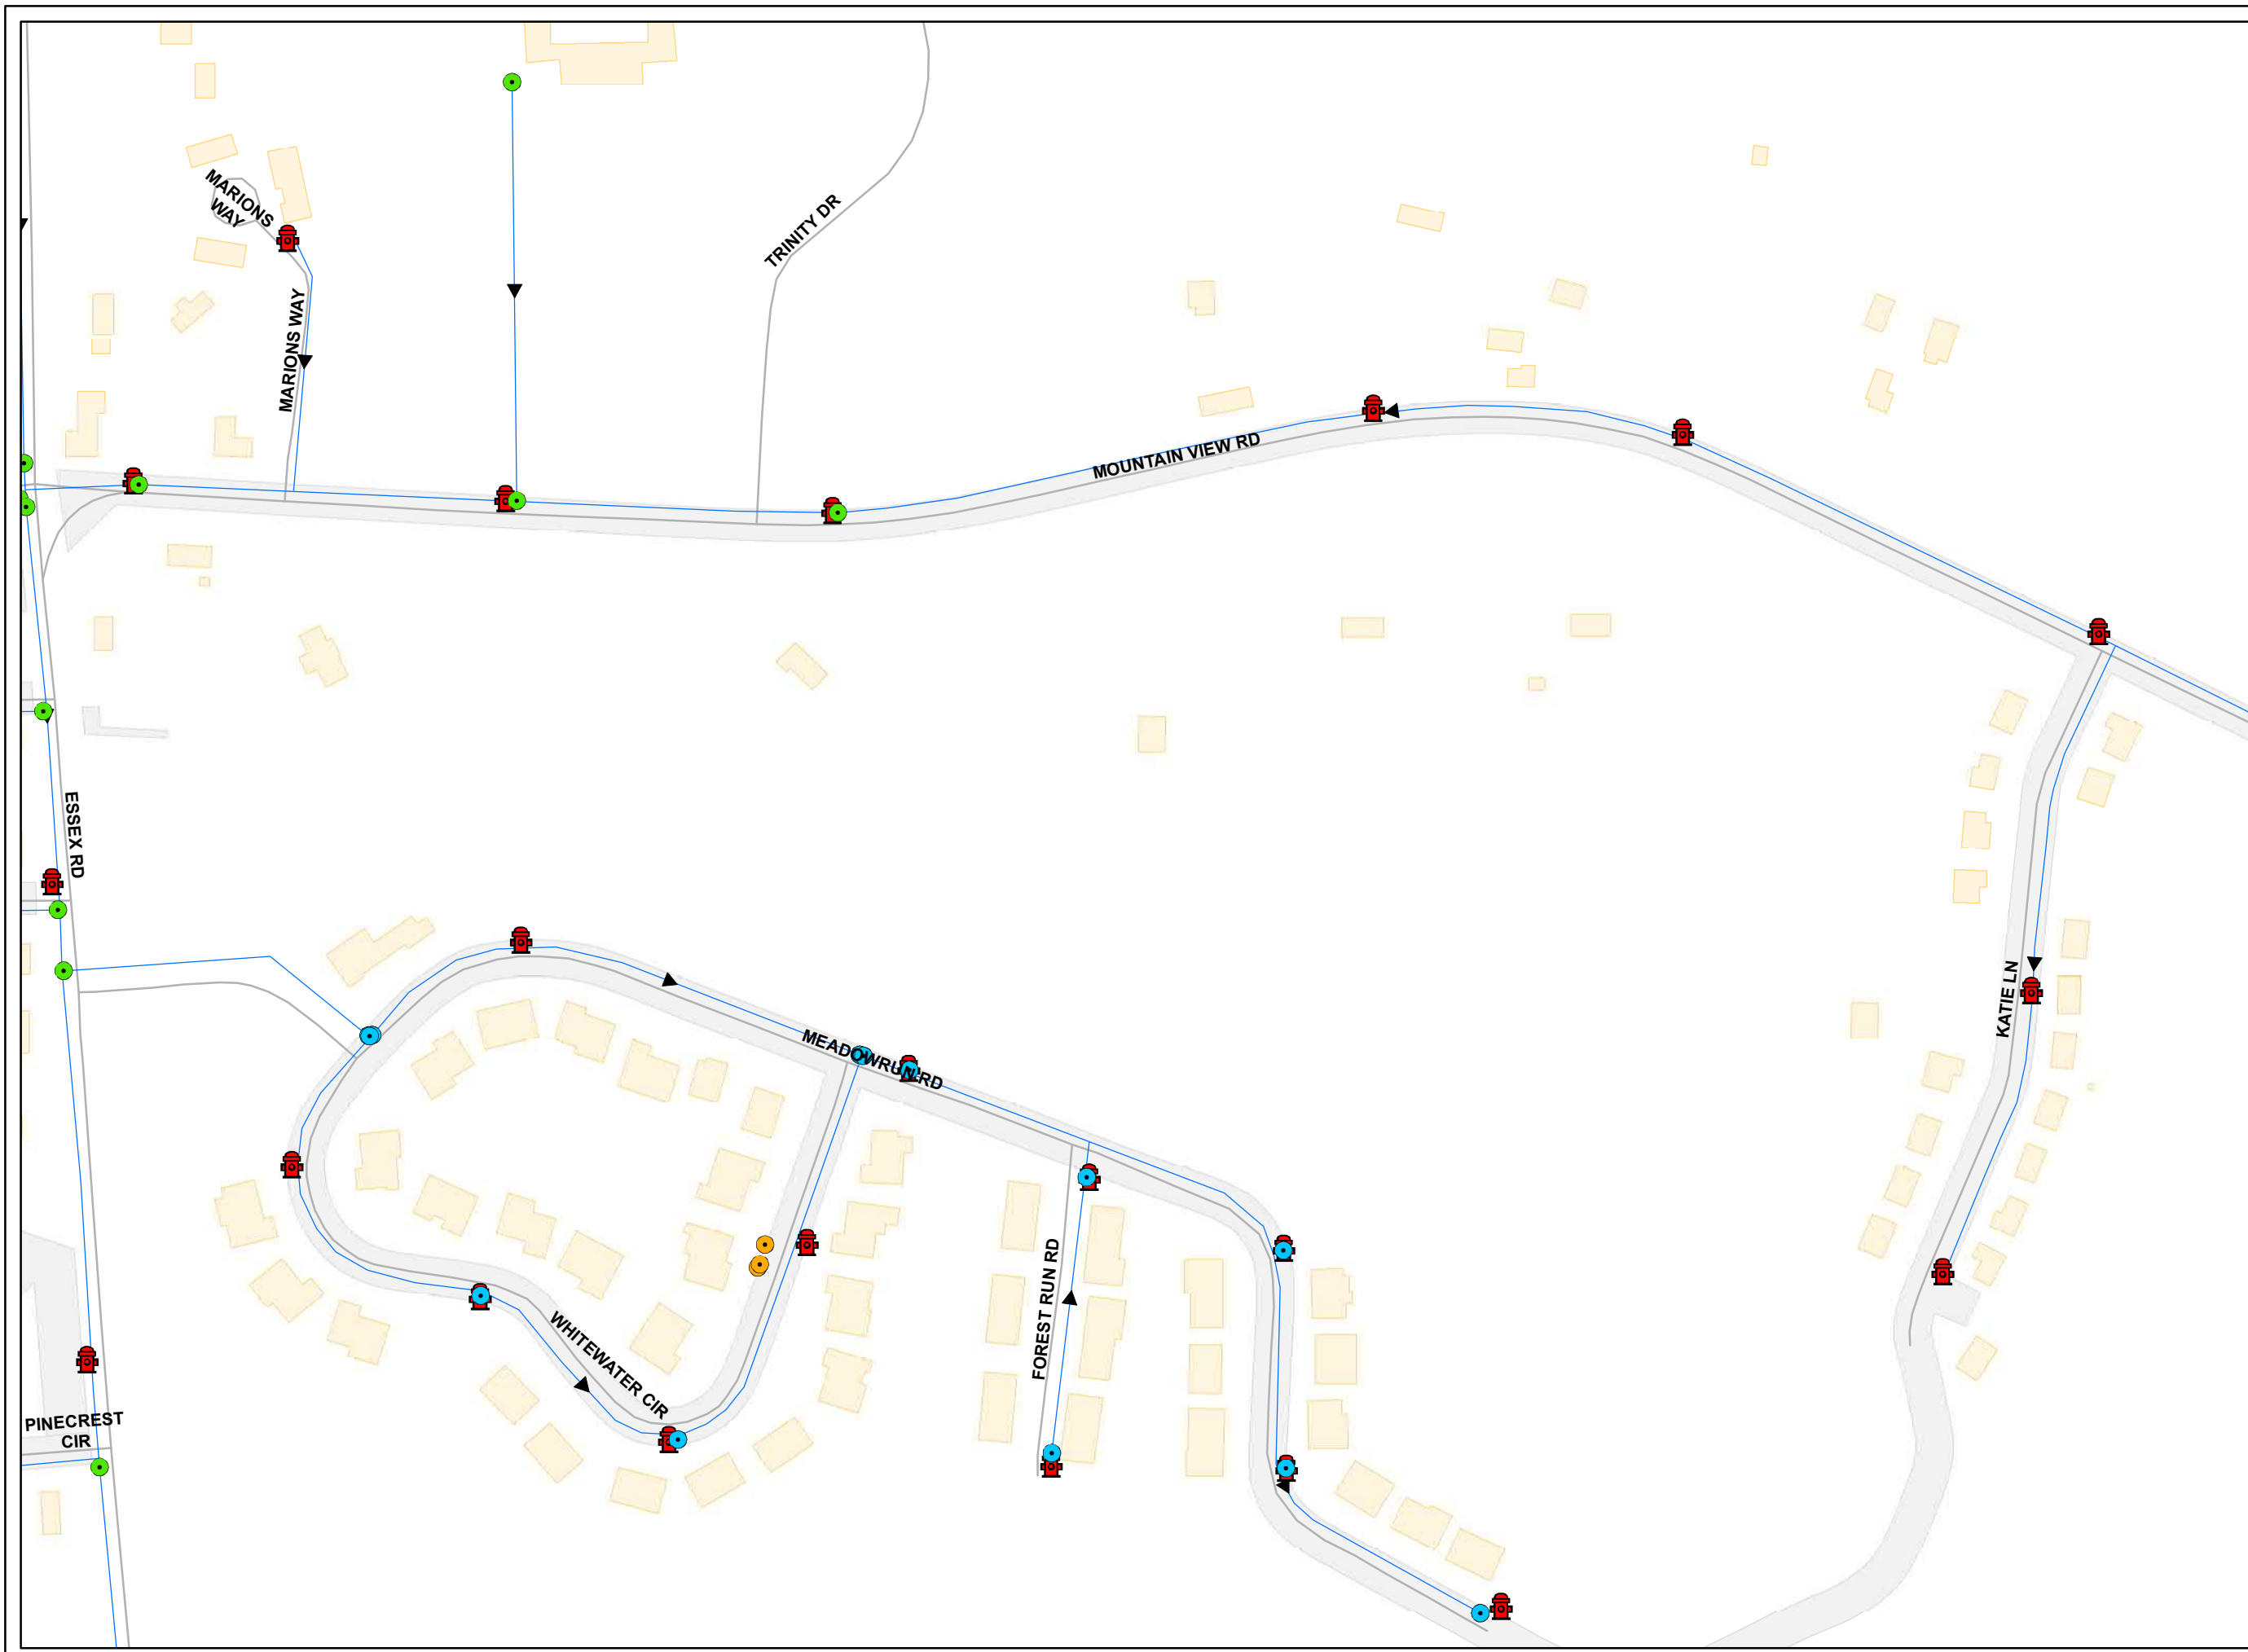 MARIONS
WAY
TRINITY DR
MARIONS WAY
MOUNTAIN VIEW RD
ESSEX RD
KATIE LN
MEADOWRUN RD
FOREST RUN RD
WHITEWATER CIR
PINECREST
CIR